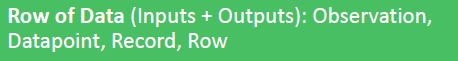 Row of Data (Inputs + Outputs): Observation,
Datapoint, Record, Row